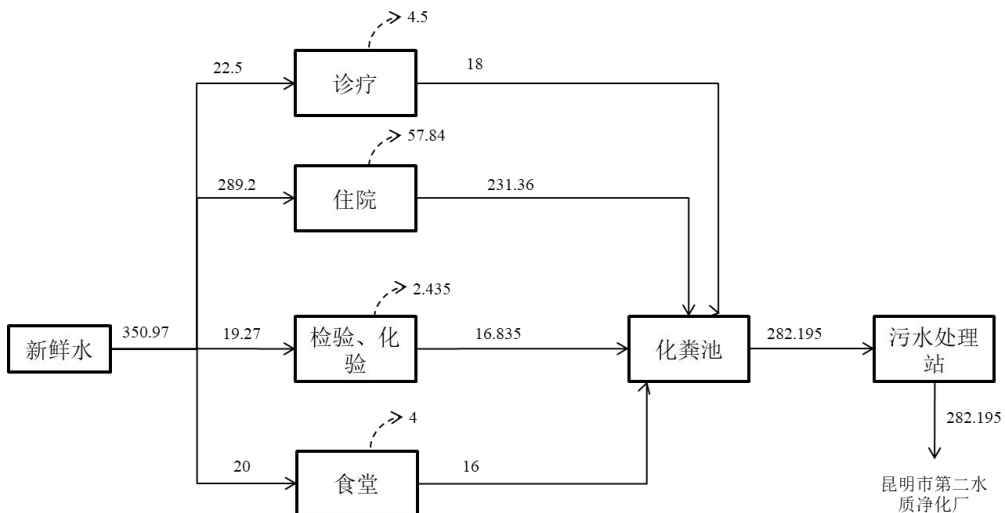 4.5
22.5
诊疗
18
57.84
289.2
住院
231.36
2.435
新鲜水
350.97
19.27
检验、化
验
16.835
化粪池
282.195
污水处理
站
4
282.195
20
食堂
16
昆明市第二水
质净化厂